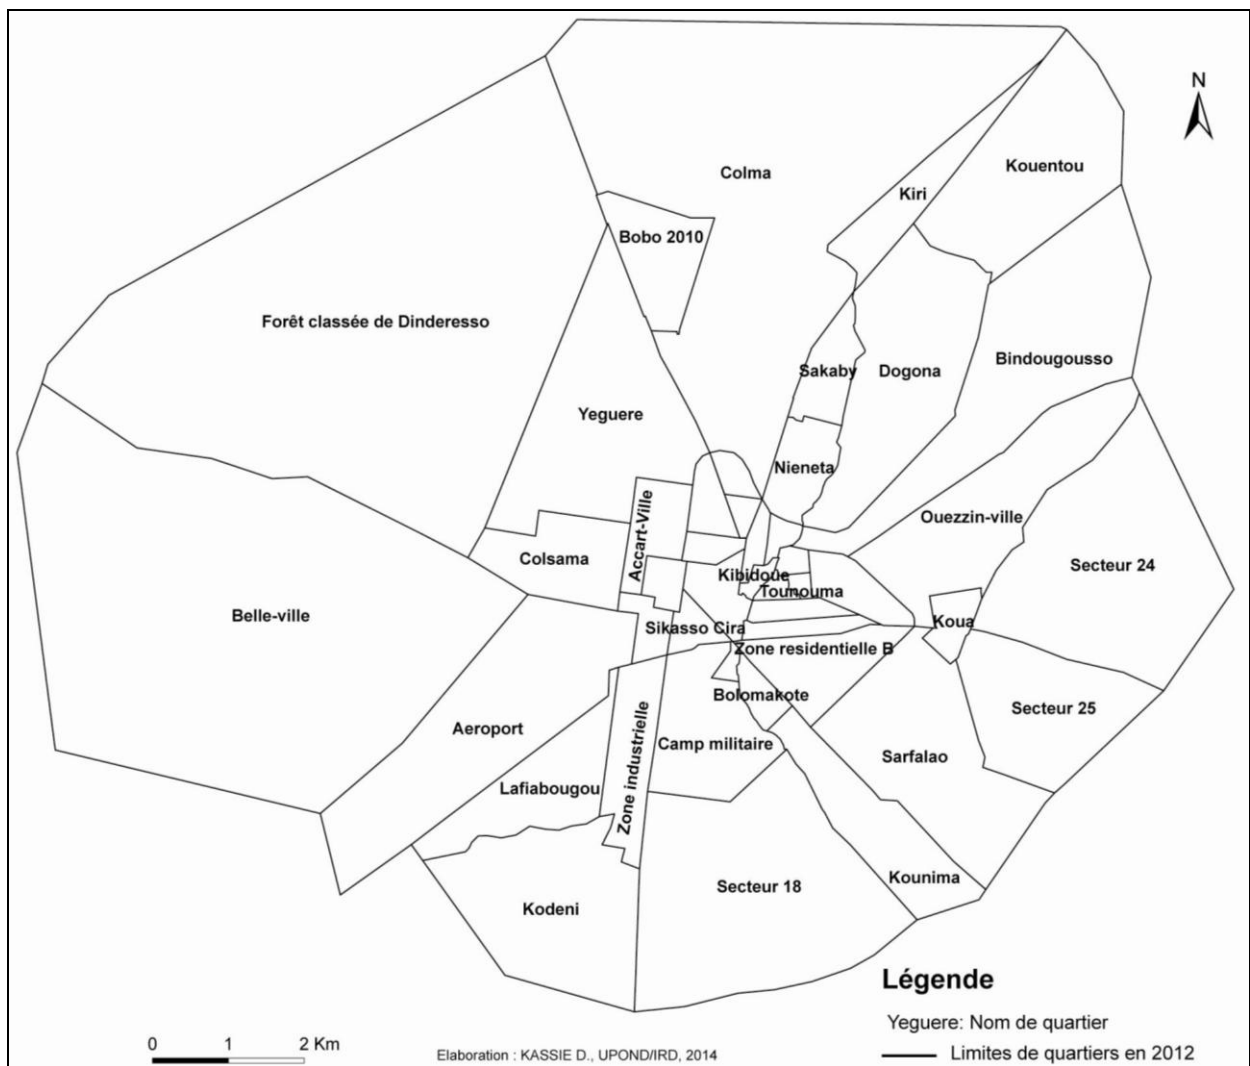 N
Colma
Kouentou
Kiri
Bobo 2010
Forêt classée de Dinderesso
Bindougousso
Sakaby
Dogona
Yeguere
Nieneta
Ouezzin-ville
Accart-Ville
Colsama
Secteur 24
Kibidoue
Tounouma
Belle-ville
Koua
Sikasso Cira
Zone residentielle B
Bolomakote
Secteur 25
Aeroport
Camp militaire
Sarfalao
Lafiabougou
Zone industrielle
Kounima
Secteur 18
Kodeni
Légende
Yeguere: Nom de quartier
Limites de quartiers en 2012
0 1 2 Km
Elaboration : KASSIE D., UPOND/IRD, 2014